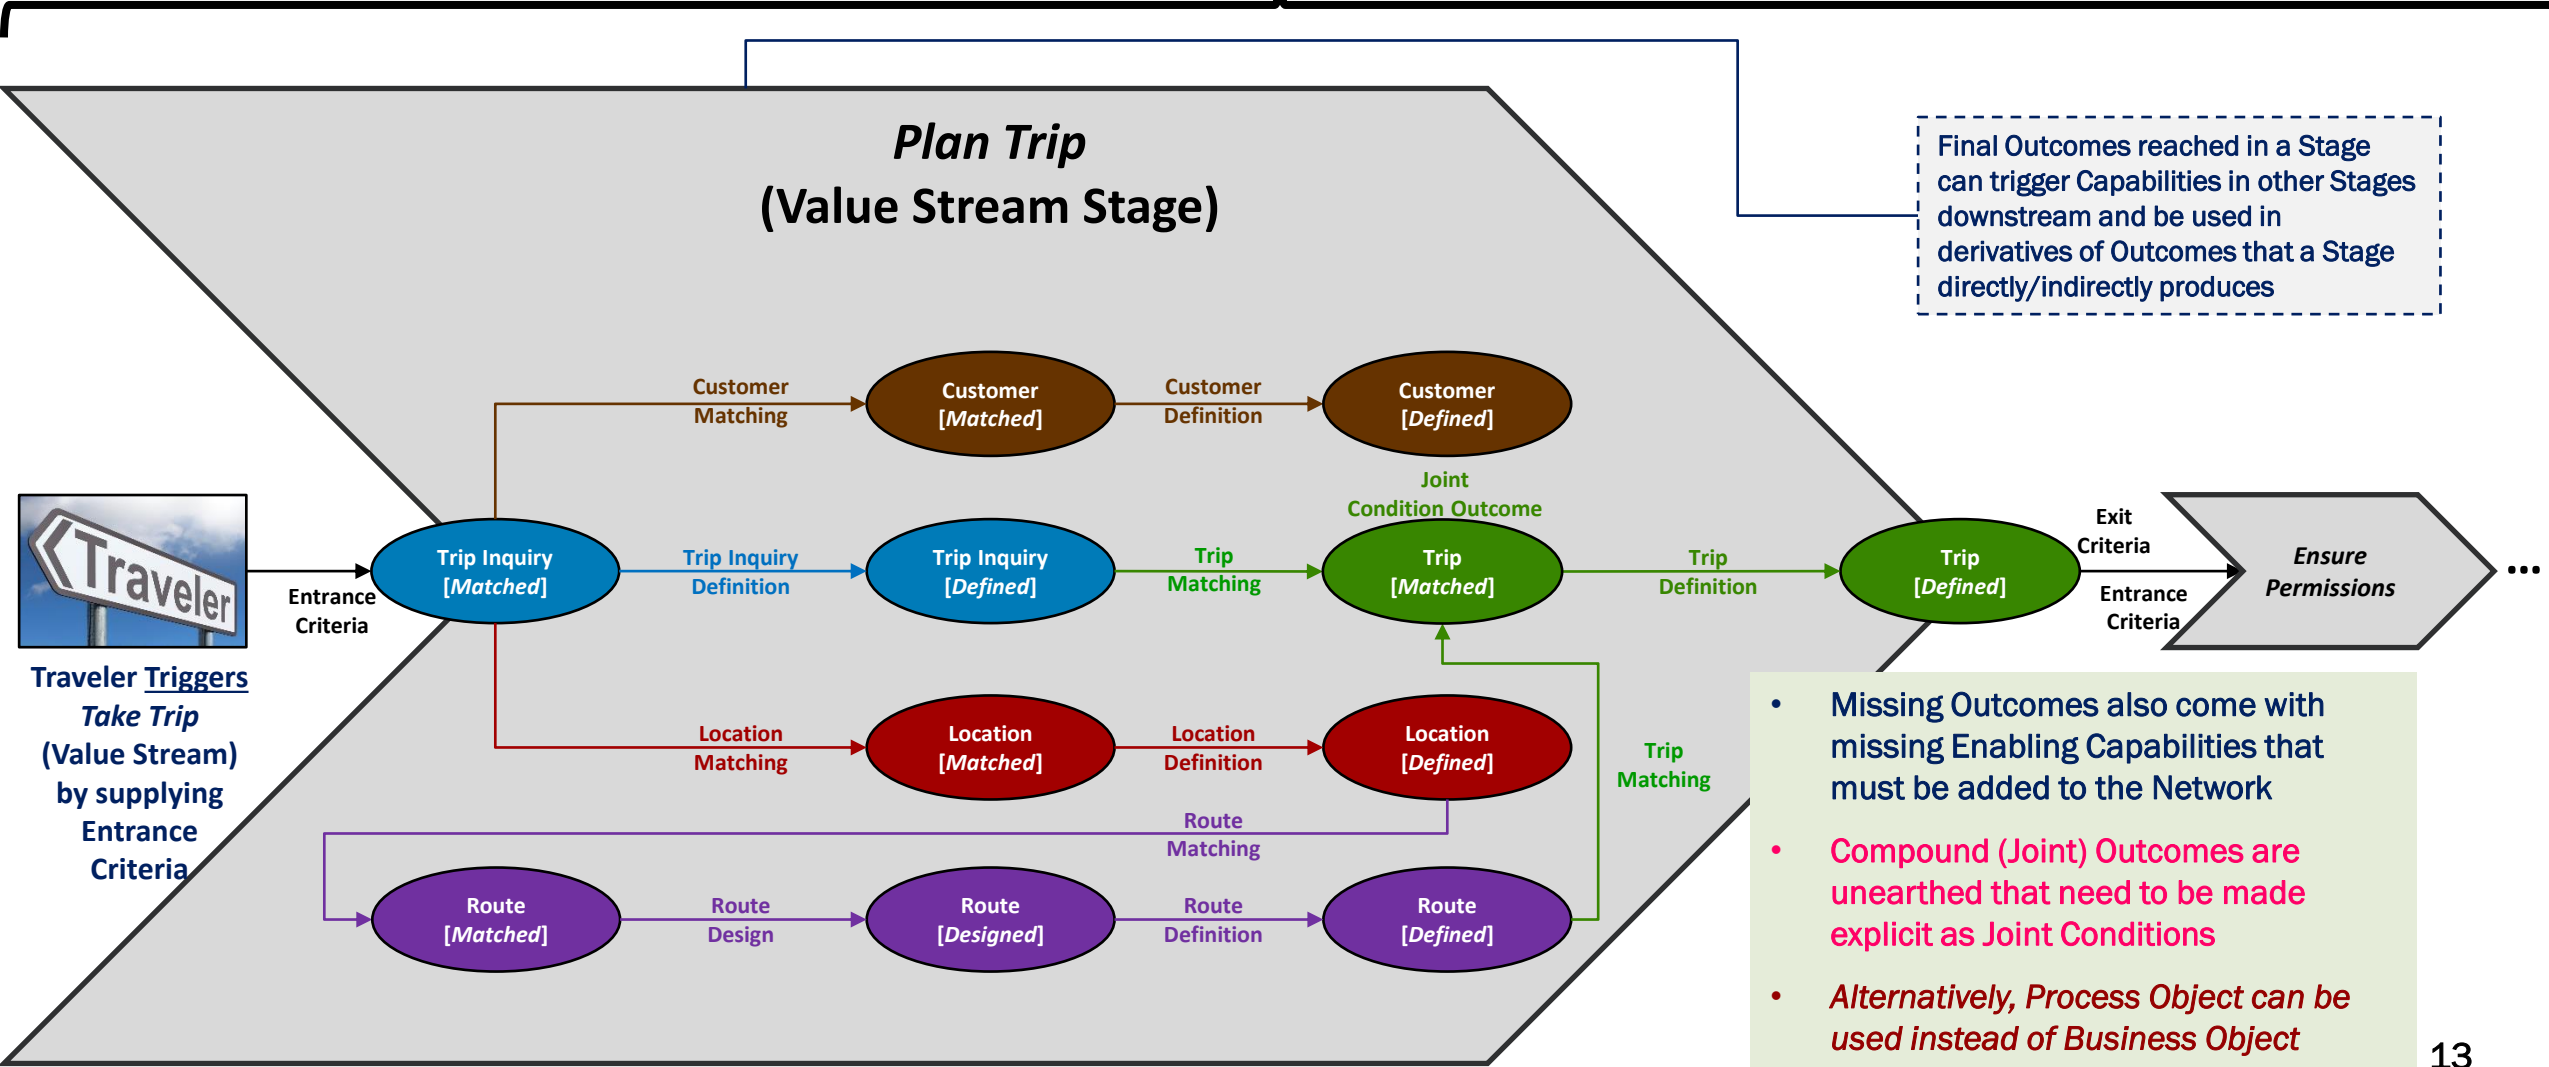 Plan Trip
(Value Stream Stage)
Final Outcomes reached in a Stage
can trigger Capabilities in other Stages
downstream and be used in
derivatives of Outcomes that a Stage
directly/indirectly produces
Customer
Matching
Customer
[Matched]
Customer
Definition
Customer
[Defined]
Joint
Condition Outcome
Traveler
Entrance
Criteria
Trip Inquiry
[Matched]
Trip Inquiry
Definition
Trip Inquiry
[Defined]
Trip
Matching
Trip
[Matched]
Trip
Definition
Trip
[Defined]
Exit
Criteria
Entrance
Criteria
Ensure
Permissions
...
Traveler Triggers
Take Trip
(Value Stream)
by supplying
Entrance
Criteria
Location
Matching
Location
[Matched]
Location
Definition
Location
[Defined]
Trip
Matching
Route
Matching
Route
[Matched]
Route
Design
Route
[Designed]
Route
Definition
Route
[Defined]
• Missing Outcomes also come with
missing Enabling Capabilities that
must be added to the Network
• Compound (Joint) Outcomes are
unearthed that need to be made
explicit as Joint Conditions
• Alternatively, Process Object can be
used instead of Business Object
13